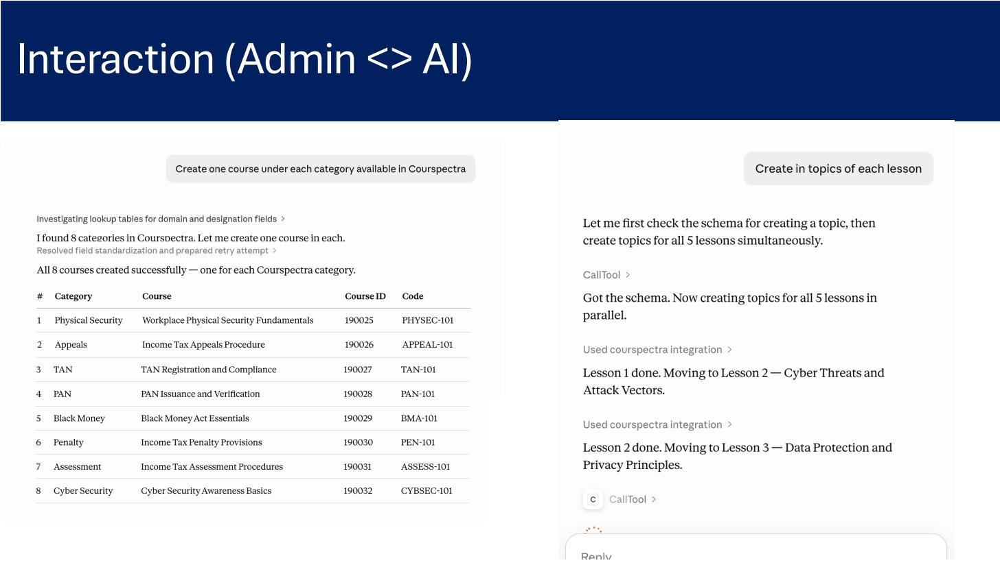 Interaction (Admin <> AI)
Create one course under each category available in Courspectra
Investigating lookup tables for domain and designation fields >
I found 8 categories in Courspectra. Let me create one course in each.
Resolved field standardization and prepared retry attempt >
All 8 courses created successfully — one for each Courspectra category.
# Category Course Course ID Code
1 Physical Security Workplace Physical Security Fundamentals 190025 PHYSEC-101
2 Appeals Income Tax Appeals Procedure 190026 APPEAL-101
3 TAN TAN Registration and Compliance 190027 TAN-101
4 PAN PAN Issuance and Verification 190028 PAN-101
5 Black Money Black Money Act Essentials 190029 BMA-101
6 Penalty Income Tax Penalty Provisions 190030 PEN-101
7 Assessment Income Tax Assessment Procedures 190031 ASSESS-101
8 Cyber Security Cyber Security Awareness Basics 190032 CYBSEC-101
Create in topics of each lesson
Let me first check the schema for creating a topic, then
create topics for all 5 lessons simultaneously.
CallTool >
Got the schema. Now creating topics for all 5 lessons in
parallel.
Used courspectra integration >
Lesson 1 done. Moving to Lesson 2 — Cyber Threats and
Attack Vectors.
Used courspectra integration >
Lesson 2 done. Moving to Lesson 3 — Data Protection and
Privacy Principles.
C CallTool >
Reply